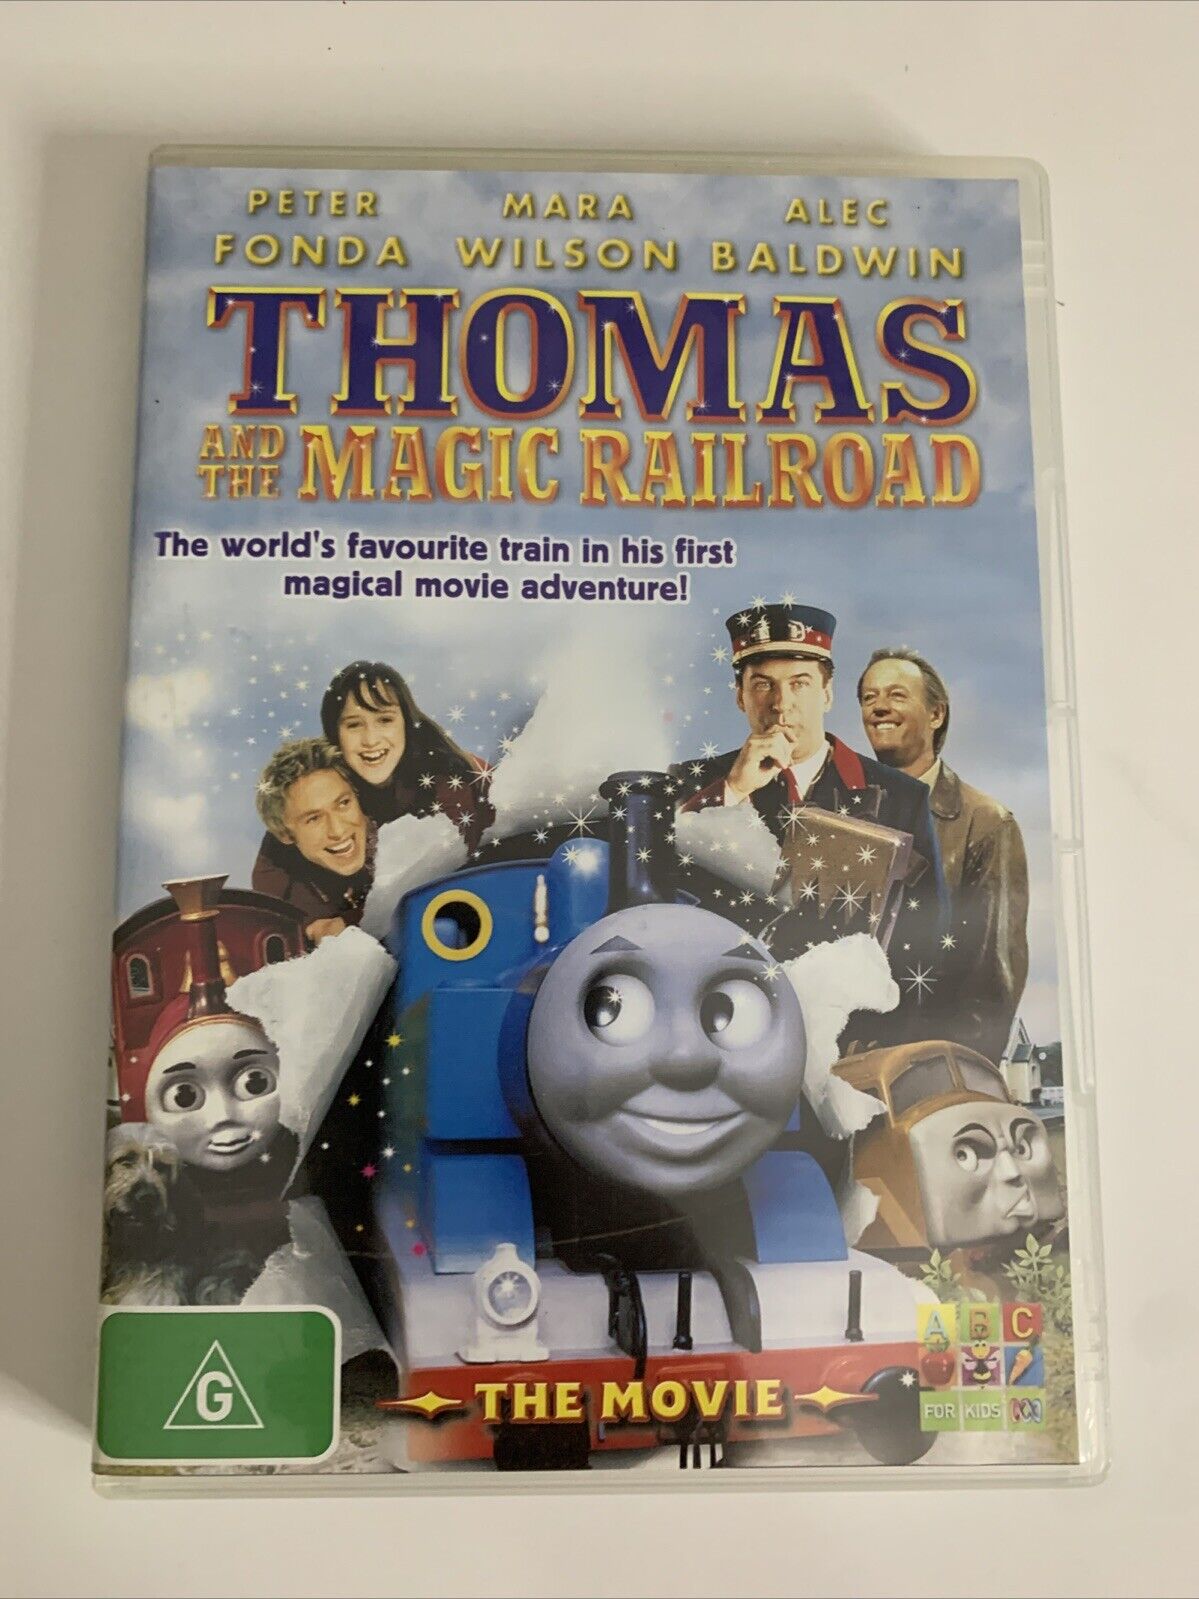 PETER MARA ALEC
FONDA WILSON BALDWIN
THOMAS
AND THE MAGIC RAILROAD
The world's favourite train in his first
magical movie adventure!
G
THE MOVIE
ABC
FOR KIDS